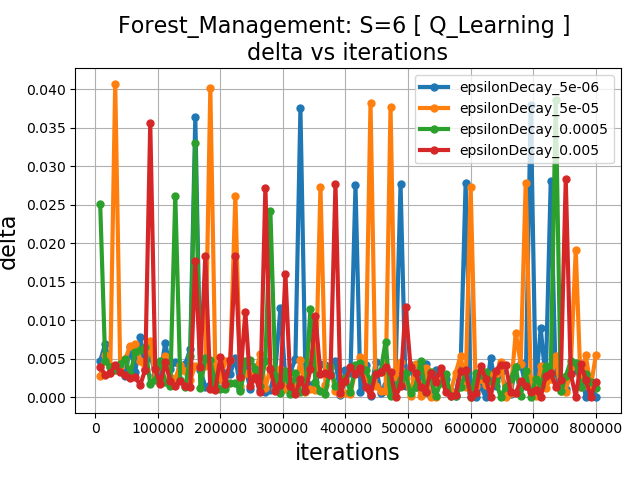 Forest_Management: S=6 [ Q_Learning ]
delta vs iterations
epsilonDecay_5e-06
epsilonDecay_5e-05
epsilonDecay_0.0005
epsilonDecay_0.005
delta
0.040
0.035
0.030
0.025
0.020
0.015
0.010
0.005
0.000
0 100000 200000 300000 400000 500000 600000 700000 800000
iterations